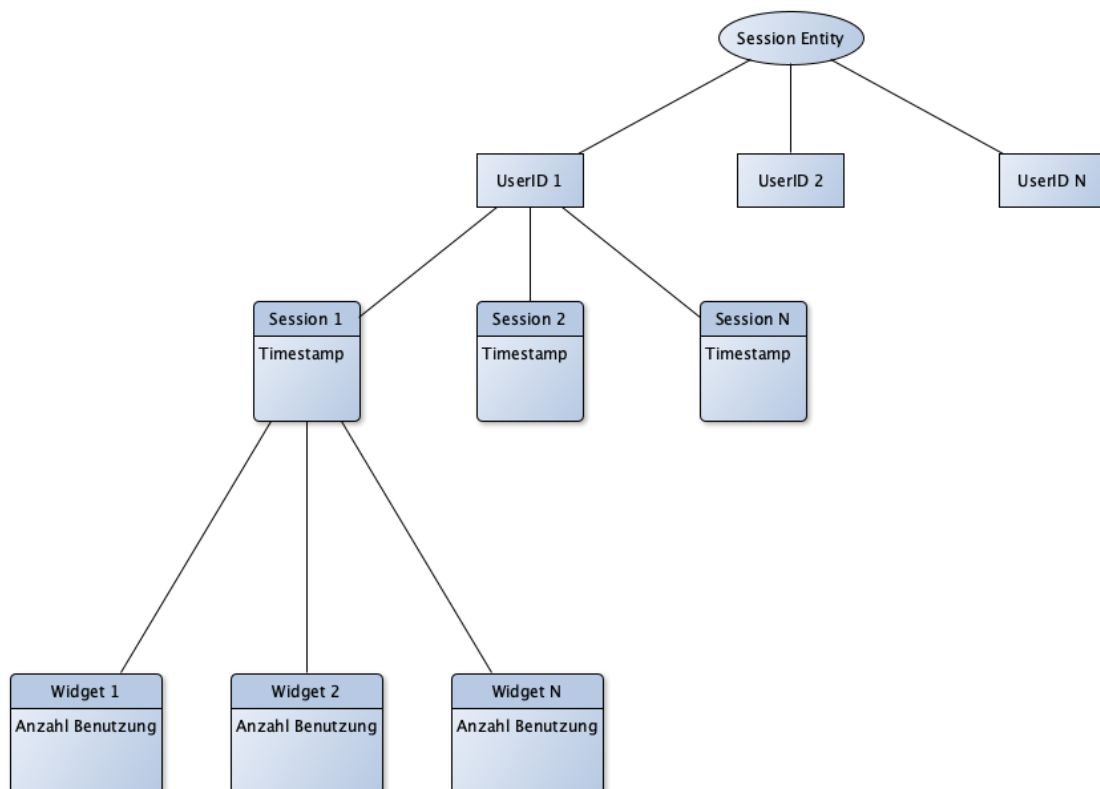 Session Entity
UserID 1
UserID 2
UserID N
Session 1
Timestamp
Session 2
Timestamp
Session N
Timestamp
Widget 1
Anzahl Benutzung
Widget 2
Anzahl Benutzung
Widget N
Anzahl Benutzung